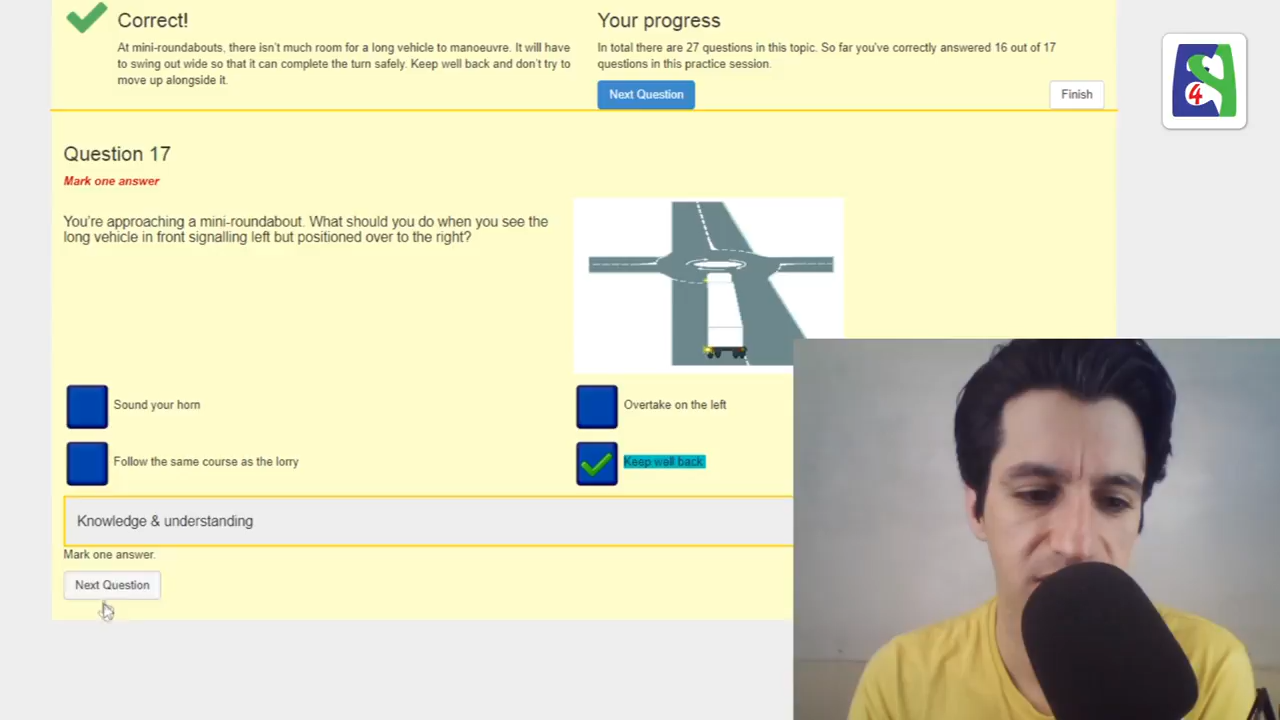 Correct!
At mini-roundabouts, there isn't much room for a long vehicle to manoeuvre. It will have
to swing out wide so that it can complete the turn safely. Keep well back and don't try to
move up alongside it.
Your progress
In total there are 27 questions in this topic. So far you've correctly answered 16 out of 17
questions in this practice session.
Next Question
Finish
4
Question 17
Mark one answer
You're approaching a mini-roundabout. What should you do when you see the
long vehicle in front signalling left but positioned over to the right?
Sound your horn
Overtake on the left
Follow the same course as the lorry
Keep well back
Knowledge & understanding
Mark one answer.
Next Question